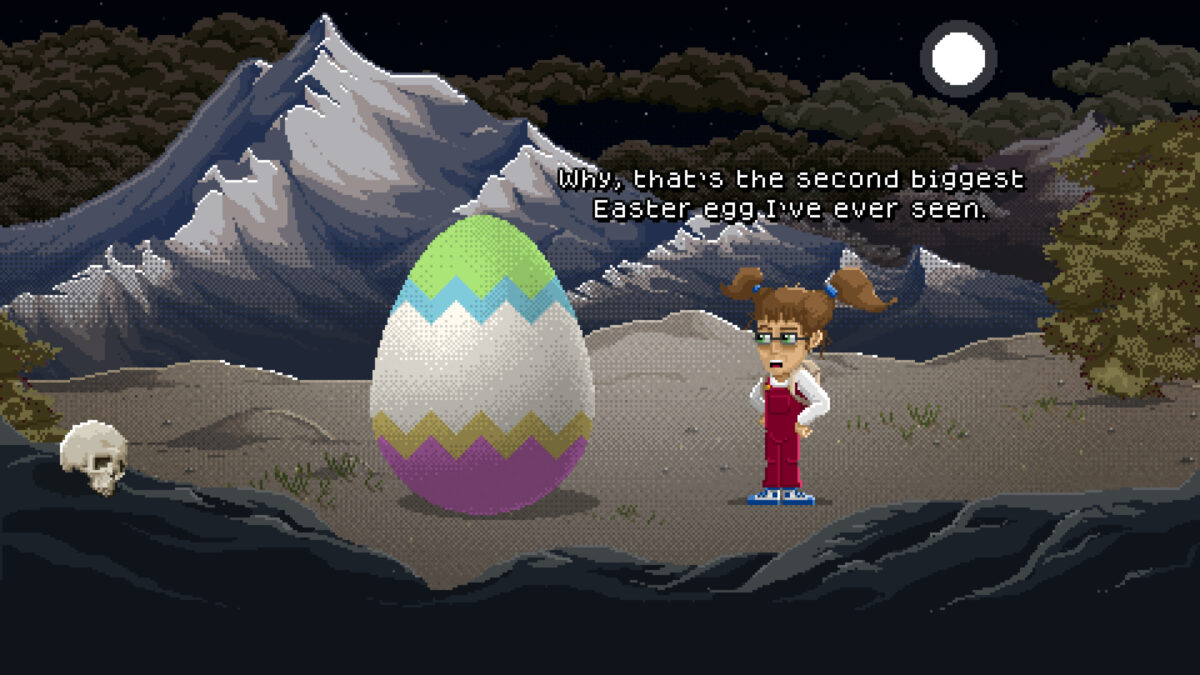 Why, that's the second biggest
Easter egg I've ever seen.